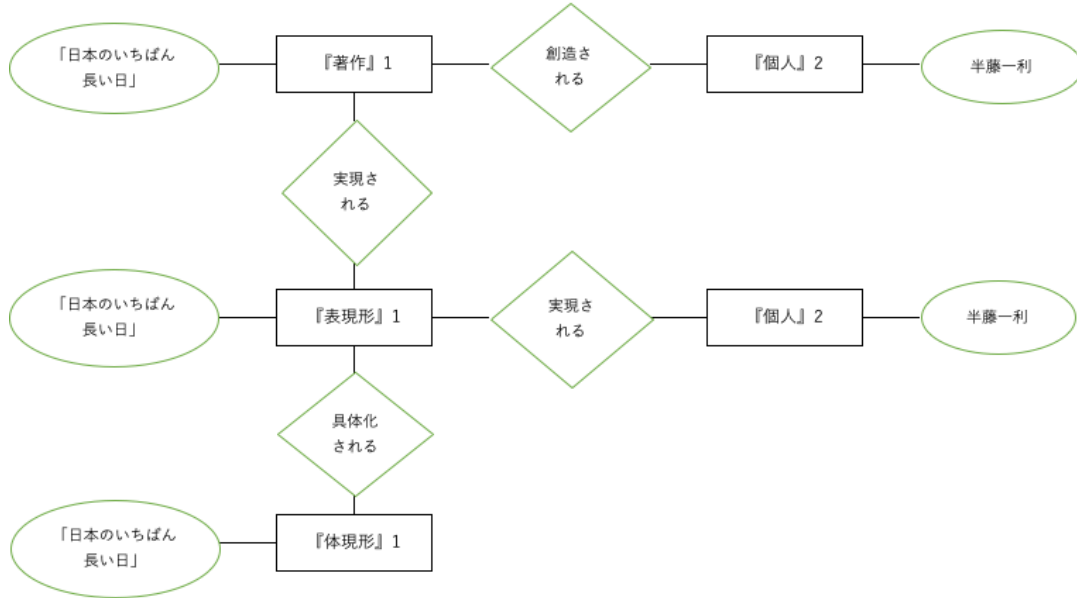 「日本のいちばん
長い日」
『著作』1
創造さ
れる
『個人』2
半藤一利
実現さ
れる
「日本のいちばん
長い日」
『表現形』1
実現さ
れる
『個人』2
半藤一利
具体化
される
「日本のいちばん
長い日」
『体現形』1